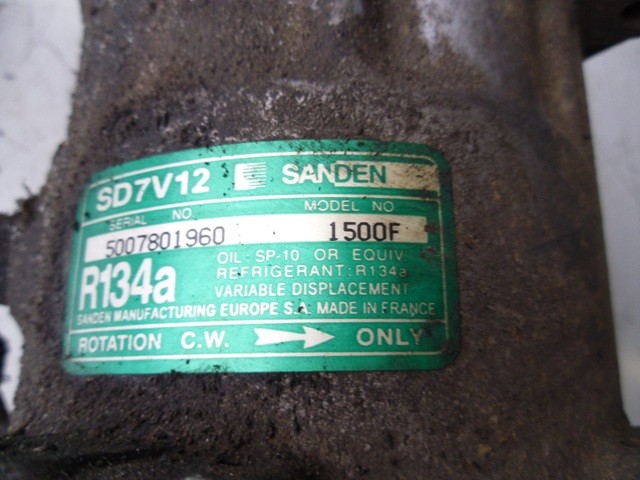 SD7V12 SANDEN
SERIAL NO. MODEL NO
5007801960 1500F
OIL: SP-10 OR EQUIV.
R134a REFRIGERANT: R134a
VARIABLE DISPLACEMENT
SANDEN MANUFACTURING EUROPE S.A. MADE IN FRANCE
ROTATION C.W. ONLY